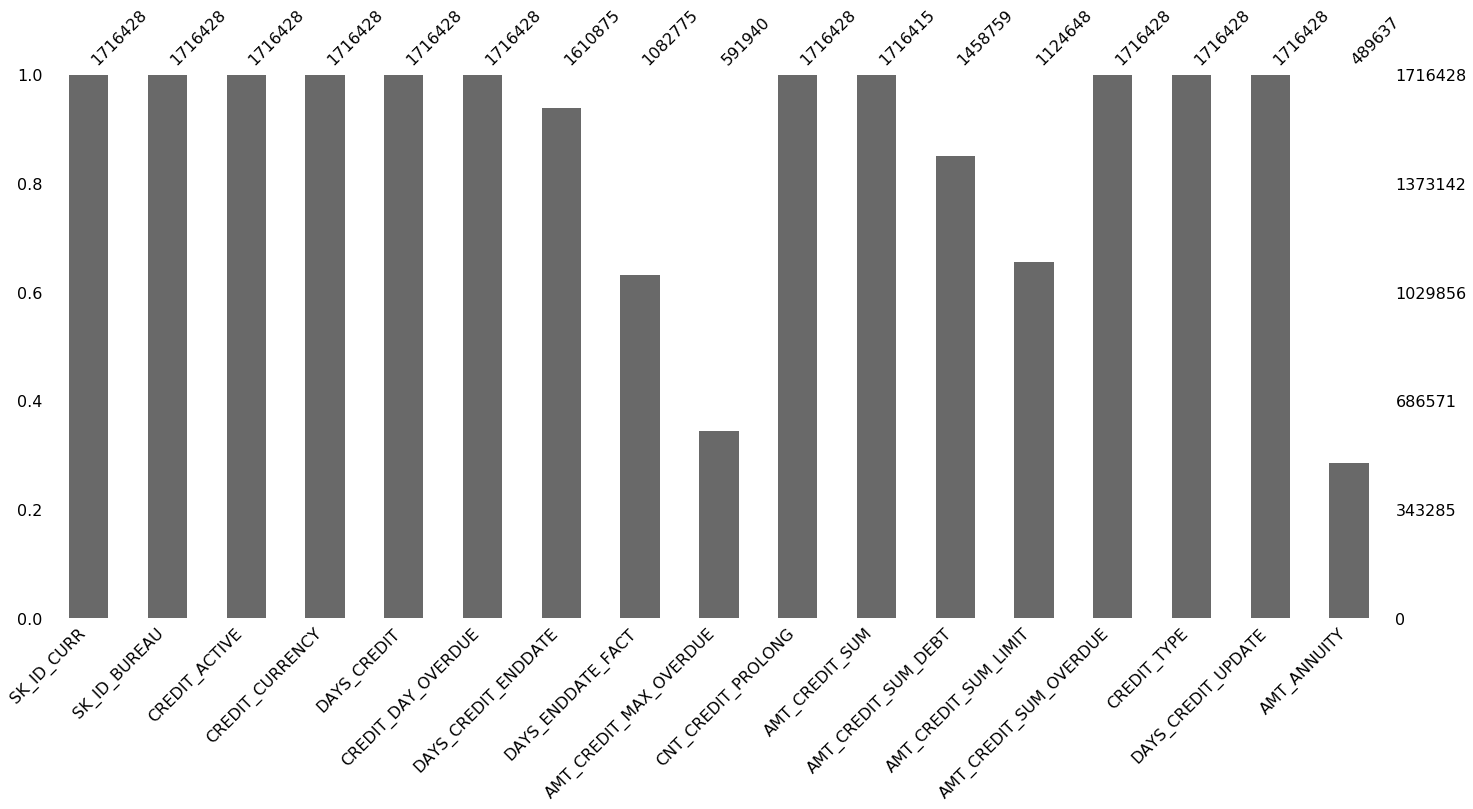 1716428
1716428
1716428
1716428
1716428
1716428
1610875
1082775
591940
1716428
1716415
1458759
1124648
1716428
1716428
1716428
489637
1.0
1716428
0.8
1373142
0.6
1029856
0.4
686571
0.2
343285
0.0
0
SK_ID_CURR
SK_ID_BUREAU
CREDIT_ACTIVE
CREDIT_CURRENCY
DAYS_CREDIT
CREDIT_DAY_OVERDUE
DAYS_CREDIT_ENDDATE
DAYS_ENDDATE_FACT
AMT_CREDIT_MAX_OVERDUE
CNT_CREDIT_PROLONG
AMT_CREDIT_SUM
AMT_CREDIT_SUM_DEBT
AMT_CREDIT_SUM_LIMIT
AMT_CREDIT_SUM_OVERDUE
CREDIT_TYPE
DAYS_CREDIT_UPDATE
AMT_ANNUITY